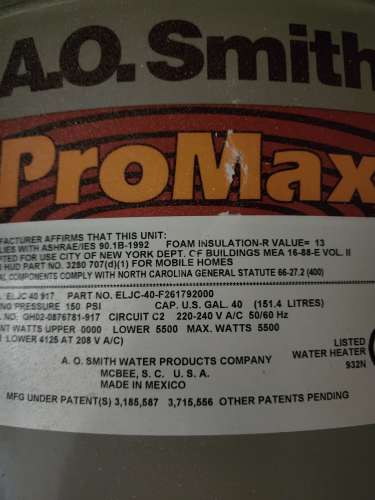 A.O. Smith
ProMax
FACTURER AFFIRMS THAT THIS UNIT:
LIES WITH ASHRAE/IES 90.1B-1992 FOAM INSULATION-R VALUE= 13
PTED FOR USE CITY OF NEW YORK DEPT. OF BUILDINGS MEA 16-88-E VOL. II
HUD PART NO. 3280 707(d)(1) FOR MOBILE HOMES
COMPONENTS COMPLY WITH NORTH CAROLINA GENERAL STATUTE 66-27.2 (400)
ELJC 40 917 PART NO. ELJC-40-F261792000
ING PRESSURE 150 PSI CAP. U.S. GAL. 40 (151.4 LITRES)
L. NO. GH02-0876781-917 CIRCUIT C2 220-240 V A/C 50/60 Hz
ENT WATTS UPPER 0000 LOWER 5500 MAX. WATTS 5500
LOWER 4125 AT 208 V A/C)
LISTED
WATER HEATER
932N
A. O. SMITH WATER PRODUCTS COMPANY
MCBEE, S. C. U. S. A.
MADE IN MEXICO
MFG UNDER PATENT(S) 3,185,587 3,715,556 OTHER PATENTS PENDING